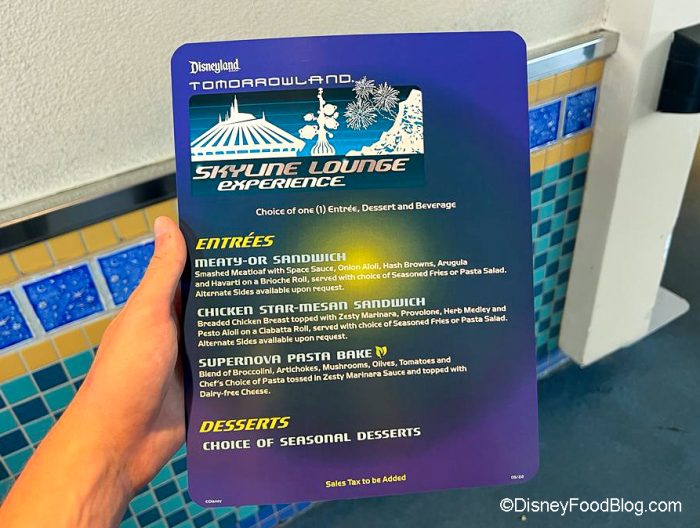 Disneyland
TOMORROWLAND
SKYLINE LOUNGE
EXPERIENCE
Choice of one (1) Entrée, Dessert and Beverage
ENTRÉES
MEATY-OR SANDWICH
Smashed Meatloaf with Space Sauce, Onion Aioli, Hash Browns, Arugula
and Havarti on a Brioche Roll, served with choice of Seasoned Fries or Pasta Salad.
Alternate Sides available upon request.
CHICKEN STAR-MESAN SANDWICH
Breaded Chicken Breast topped with Zesty Marinara, Provolone, Herb Medley and
Pesto Aioli on a Ciabatta Roll, served with choice of Seasoned Fries or Pasta Salad.
Alternate Sides available upon request.
SUPERNOVA PASTA BAKE
Blend of Broccolini, Artichokes, Mushrooms, Olives, Tomatoes and
Chef's Choice of Pasta tossed in Zesty Marinara Sauce and topped with
Dairy-free Cheese.
DESSERTS
CHOICE OF SEASONAL DESSERTS
Sales Tax to be Added
©Disney
©DisneyFoodBlog.com